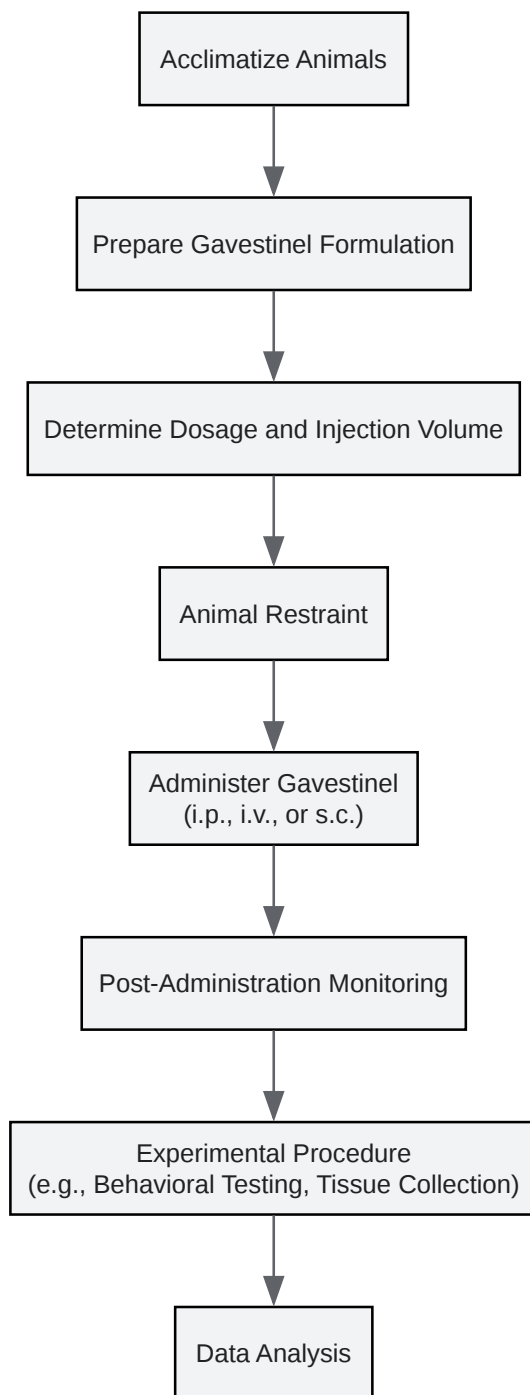 Acclimatize Animals
Prepare Gavestinel Formulation
Determine Dosage and Injection Volume
Animal Restraint
Administer Gavestinel
(i.p., i.v., or s.c.)
Post-Administration Monitoring
Experimental Procedure
(e.g., Behavioral Testing, Tissue Collection)
Data Analysis